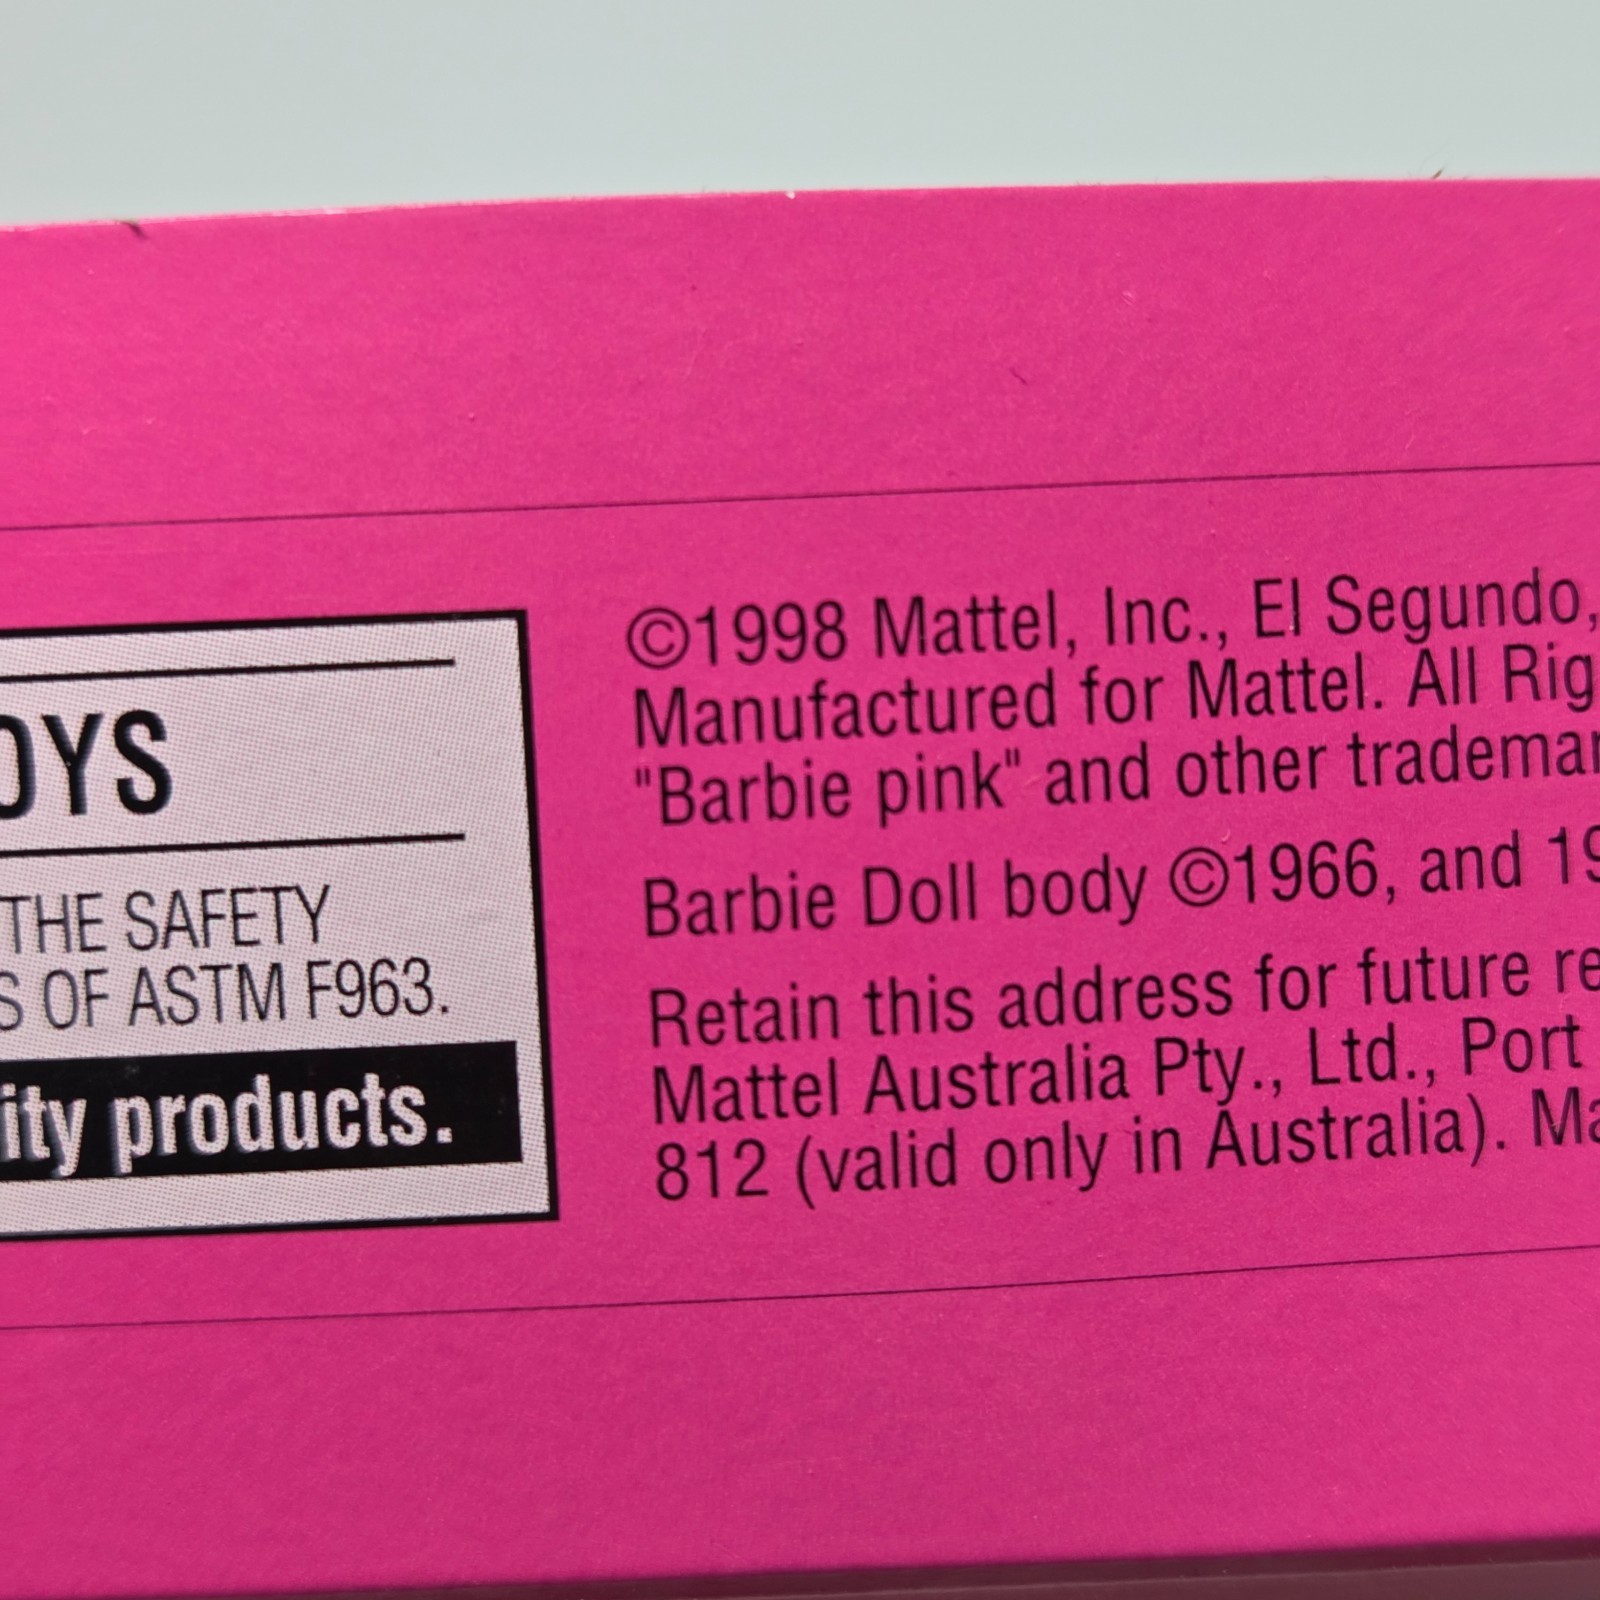 OYS
THE SAFETY
S OF ASTM F963.
ity products.
©1998 Mattel, Inc., El Segundo,
Manufactured for Mattel. All Rig
"Barbie pink" and other tradema
Barbie Doll body ©1966, and 19
Retain this address for future re
Mattel Australia Pty., Ltd., Port
812 (valid only in Australia). Ma